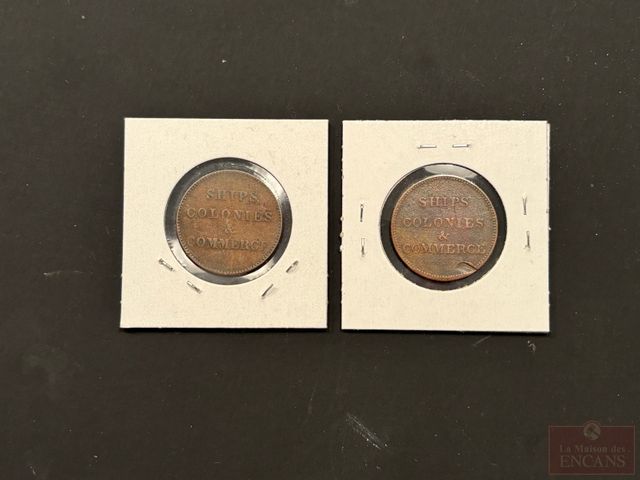 SHIPS
COLONIES
&
COMMERCE
SHIPS
COLONIES
&
COMMERCE
La Maison des
ENCANS